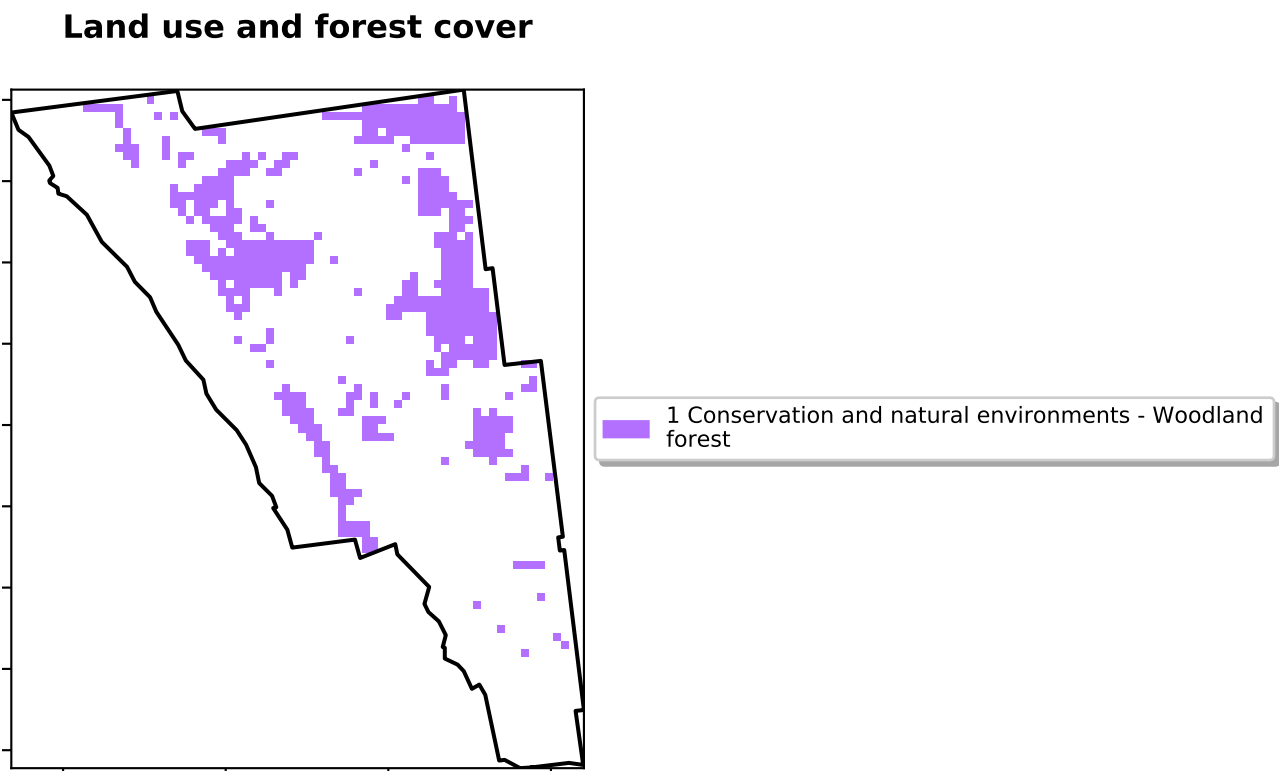 Land use and forest cover
1 Conservation and natural environments - Woodland
forest